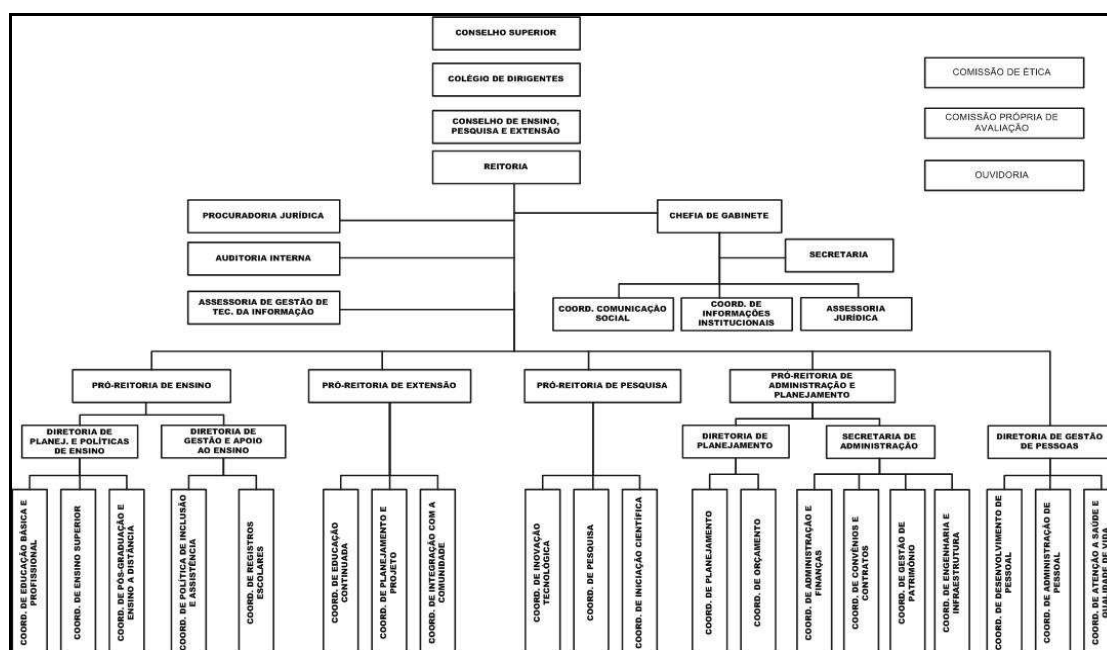 CONSELHO SUPERIOR
COLÉGIO DE DIRIGENTES
CONSELHO DE ENSINO,
PESQUISA E EXTENSÃO
REITORIA
COMISSÃO DE ÉTICA
COMISSÃO PRÓPRIA DE
AVALIAÇÃO
OUVIDORIA
PROCURADORIA JURÍDICA
CHEFIA DE GABINETE
AUDITORIA INTERNA
SECRETARIA
ASSESSORIA DE GESTÃO DE
TEC. DA INFORMAÇÃO
COORD. COMUNICAÇÃO
SOCIAL
COORD. DE
INFORMAÇÕES
INSTITUCIONAIS
ASSESSORIA
JURÍDICA
PRÓ-REITORIA DE ENSINO
PRÓ-REITORIA DE EXTENSÃO
PRÓ-REITORIA DE PESQUISA
PRÓ-REITORIA DE
ADMINISTRAÇÃO E
PLANEJAMENTO
DIRETORIA DE
PLANEJ. E POLÍTICAS
DE ENSINO
DIRETORIA DE
GESTÃO E APOIO
AO ENSINO
DIRETORIA DE
PLANEJAMENTO
SECRETARIA DE
ADMINISTRAÇÃO
DIRETORIA DE GESTÃO
DE PESSOAS
COORD. DE EDUCAÇÃO BÁSICA E
PROFISSIONAL
COORD. DE ENSINO SUPERIOR
COORD. DE PÓS-GRADUAÇÃO E
ENSINO A DISTÂNCIA
COORD. DE POLÍTICA DE INCLUSÃO
E ASSISTÊNCIA
COORD. DE REGISTROS
ESCOLARES
COORD. DE EDUCAÇÃO
CONTINUADA
COORD. DE PLANEJAMENTO E
PROJETO
COORD. DE INTEGRAÇÃO COM A
COMUNIDADE
COORD. DE INOVAÇÃO
TECNOLÓGICA
COORD. DE PESQUISA
COORD. DE INICIAÇÃO CIENTÍFICA
COORD. DE PLANEJAMENTO
COORD. DE ORÇAMENTO
COORD. DE ADMINISTRAÇÃO E
FINANÇAS
COORD. DE CONVÊNIOS E
CONTRATOS
COORD. DE GESTÃO DE
PATRIMÔNIO
COORD. DE ENGENHARIA E
INFRAESTRUTURA
COORD. DE DESENVOLVIMENTO DE
PESSOAL
COORD. DE ADMINISTRAÇÃO DE
PESSOAL
COORD. DE ATENÇÃO A SAÚDE E
QUALIDADE DE VIDA